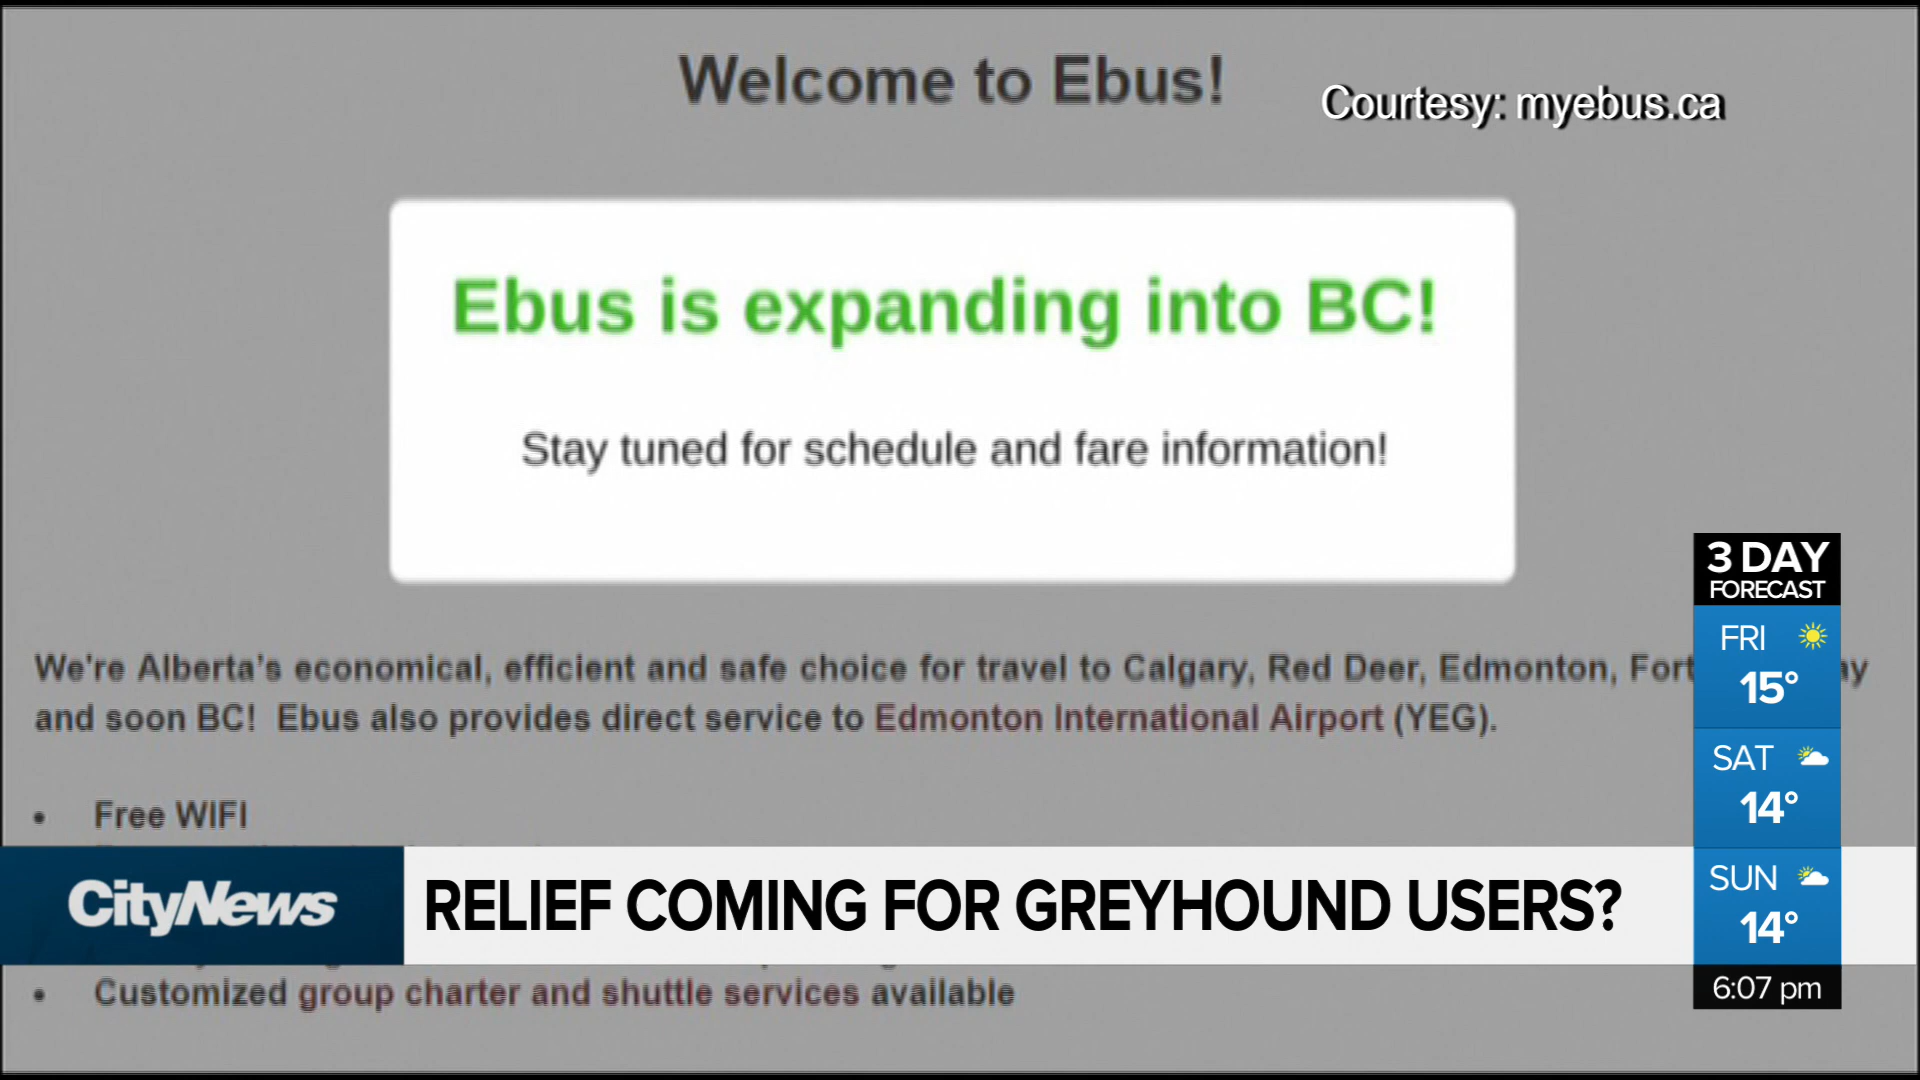 Welcome to Ebus!
Courtesy: myebus.ca
Ebus is expanding into BC!
Stay tuned for schedule and fare information!
We're Alberta's economical, efficient and safe choice for travel to Calgary, Red Deer, Edmonton, Fort
and soon BC!  Ebus also provides direct service to Edmonton International Airport (YEG).
• Free WIFI
• Customized group charter and shuttle services available
CityNews
RELIEF COMING FOR GREYHOUND USERS?
3 DAY
FORECAST
FRI
15°
SAT
14°
SUN
14°
6:07 pm